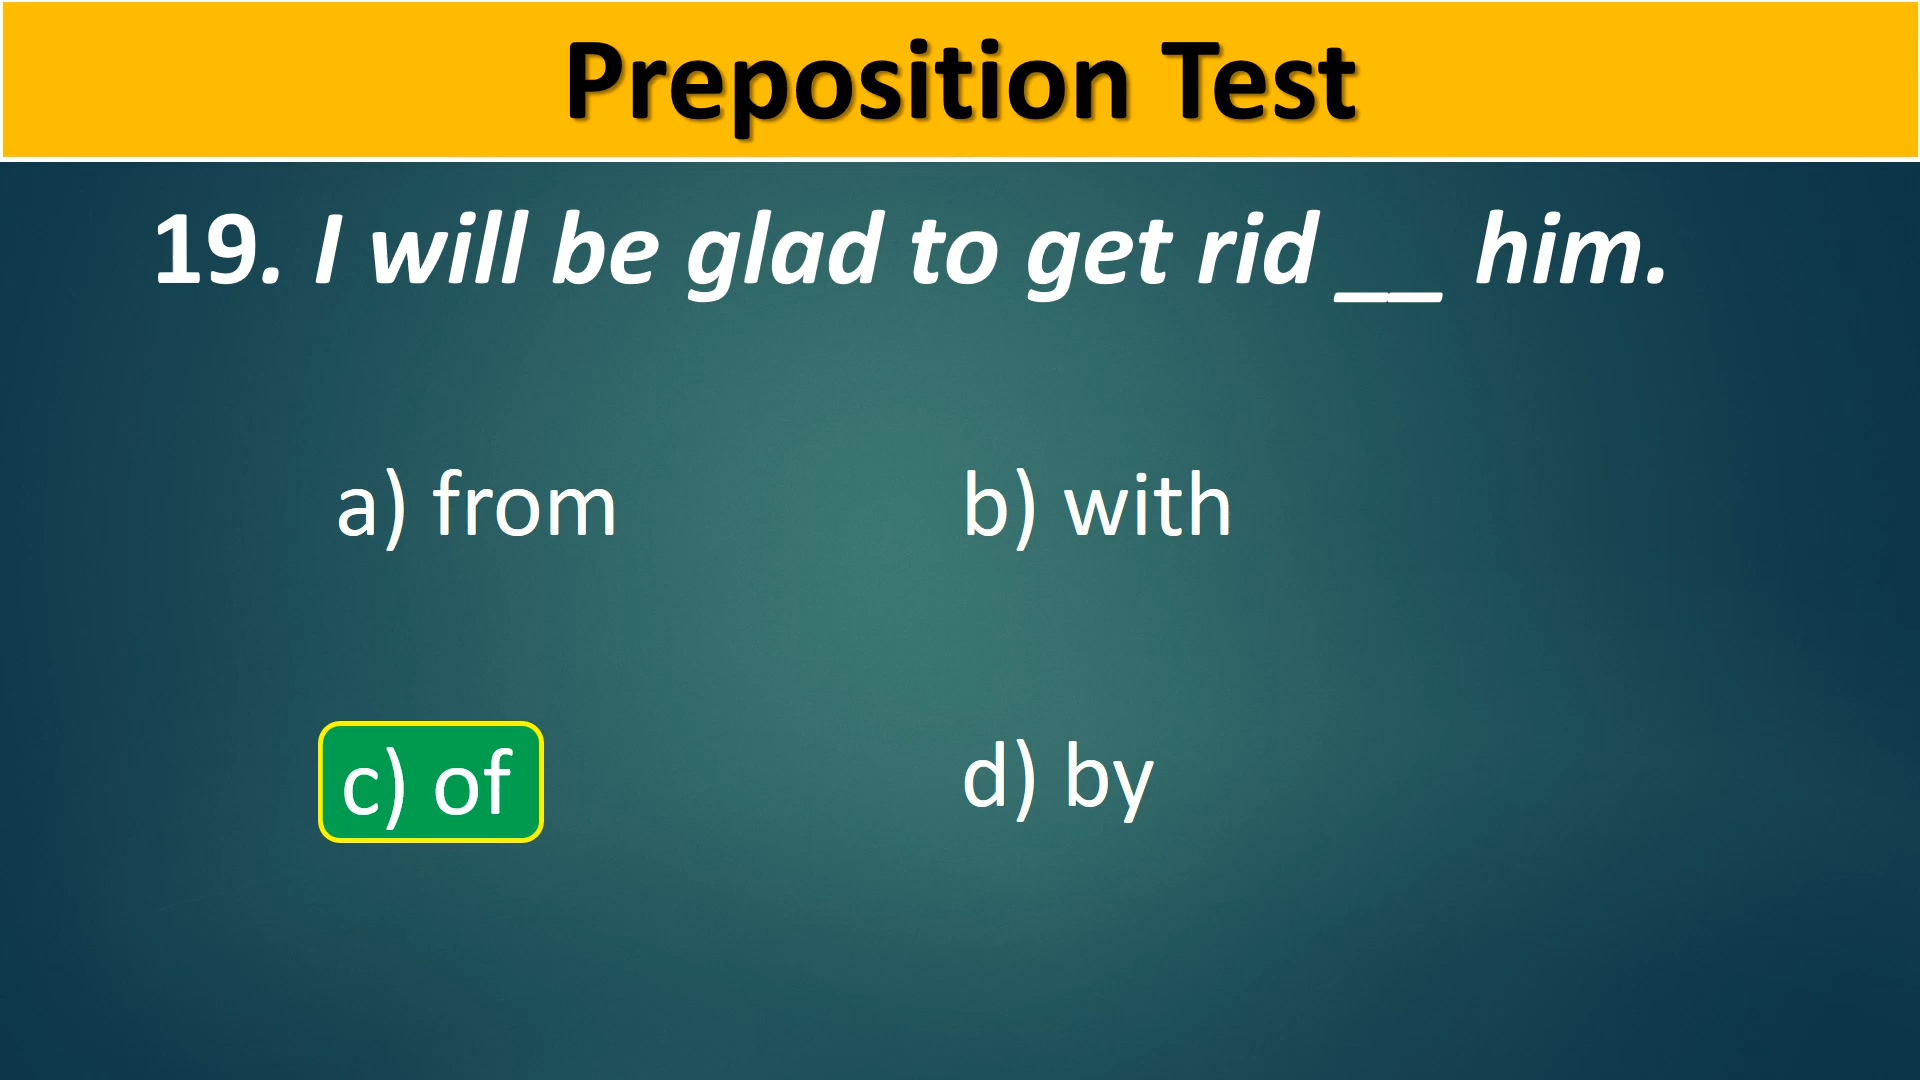 Preposition Test
19. I will be glad to get rid __ him.
a) from b) with
c) of d) by